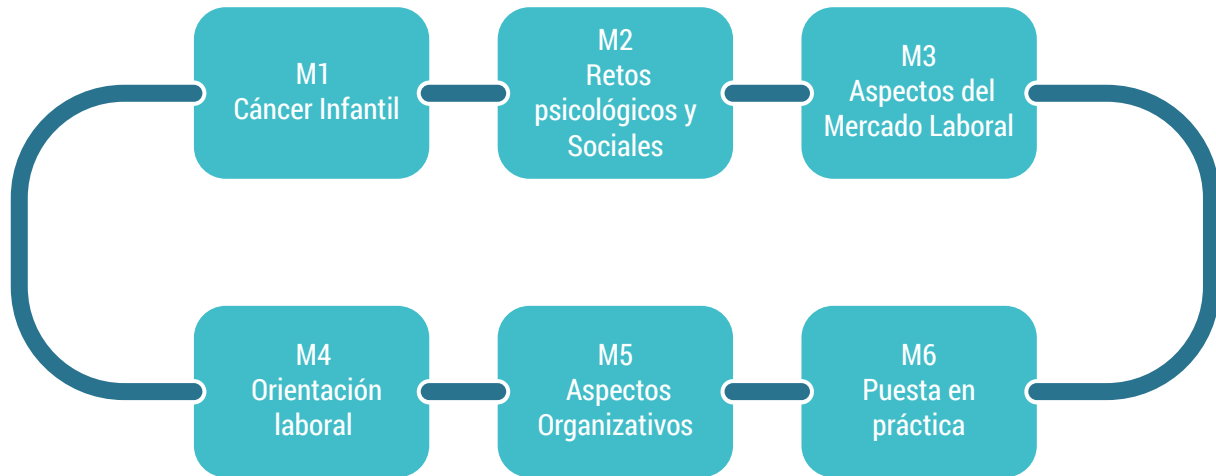 M1
Cáncer Infantil
M2
Retos
psicológicos y
Sociales
M3
Aspectos del
Mercado Laboral
M4
Orientación
laboral
M5
Aspectos
Organizativos
M6
Puesta en
práctica